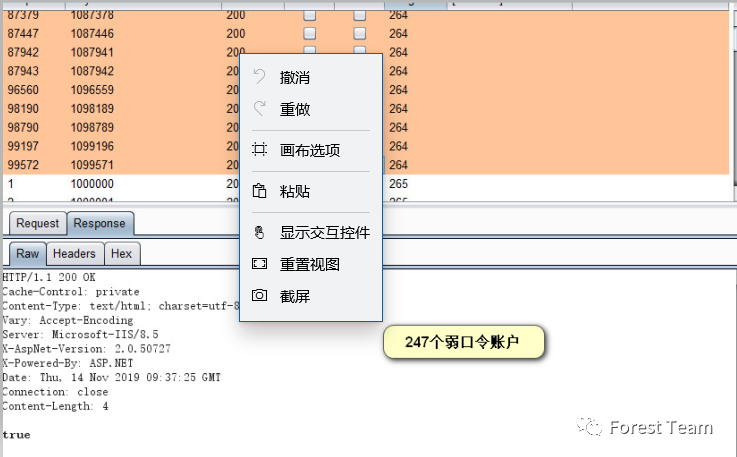 87379 1087378 200 264
87447 1087446 200 264
87942 1087941 200 264
87943 1087942 20 264
96560 1096559 20 264
98190 1098189 20 264
98790 1098789 20 264
99197 1099196 20 264
99572 1099571 20 264
1 1000000 20 265
撤消
重做
画布选项
粘贴
显示交互控件
重置视图
截屏
Request Response
Raw Headers Hex
HTTP/1.1 200 OK
Cache-Control: private
Content-Type: text/html; charset=utf-8
Vary: Accept-Encoding
Server: Microsoft-IIS/8.5
X-AspNet-Version: 2.0.50727
X-Powered-By: ASP.NET
Date: Thu, 14 Nov 2019 09:37:25 GMT
Connection: close
Content-Length: 4
true
247个弱口令账户
Forest Team